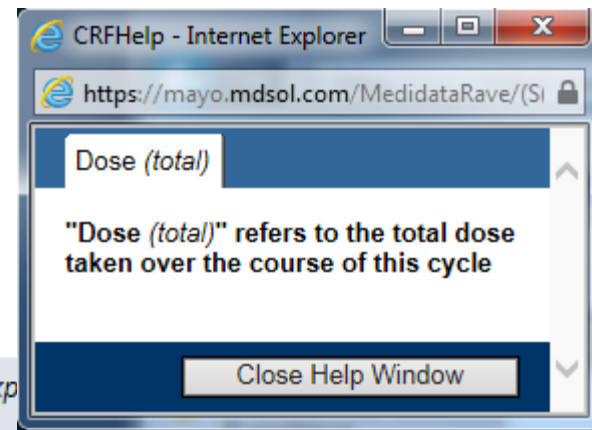 CRFHelp - Internet Explorer
https://mayo.mdsol.com/MedidataRave/(S
Dose (total)
"Dose (total)" refers to the total dose
taken over the course of this cycle
Close Help Window
xp